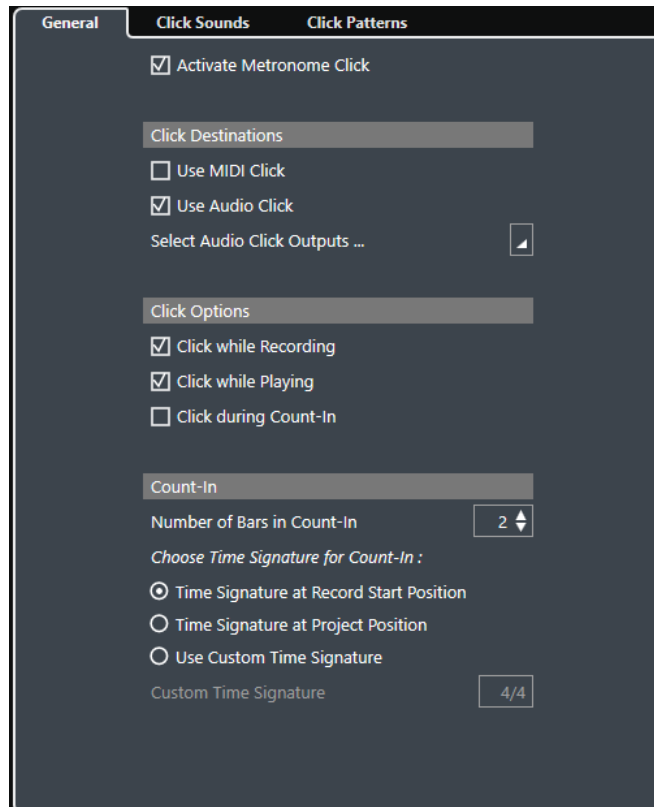 General Click Sounds Click Patterns
Activate Metronome Click
Click Destinations
Use MIDI Click
Use Audio Click
Select Audio Click Outputs ...
Click Options
Click while Recording
Click while Playing
Click during Count-In
Count-In
Number of Bars in Count-In 2
Choose Time Signature for Count-In :
Time Signature at Record Start Position
Time Signature at Project Position
Use Custom Time Signature
Custom Time Signature 4/4